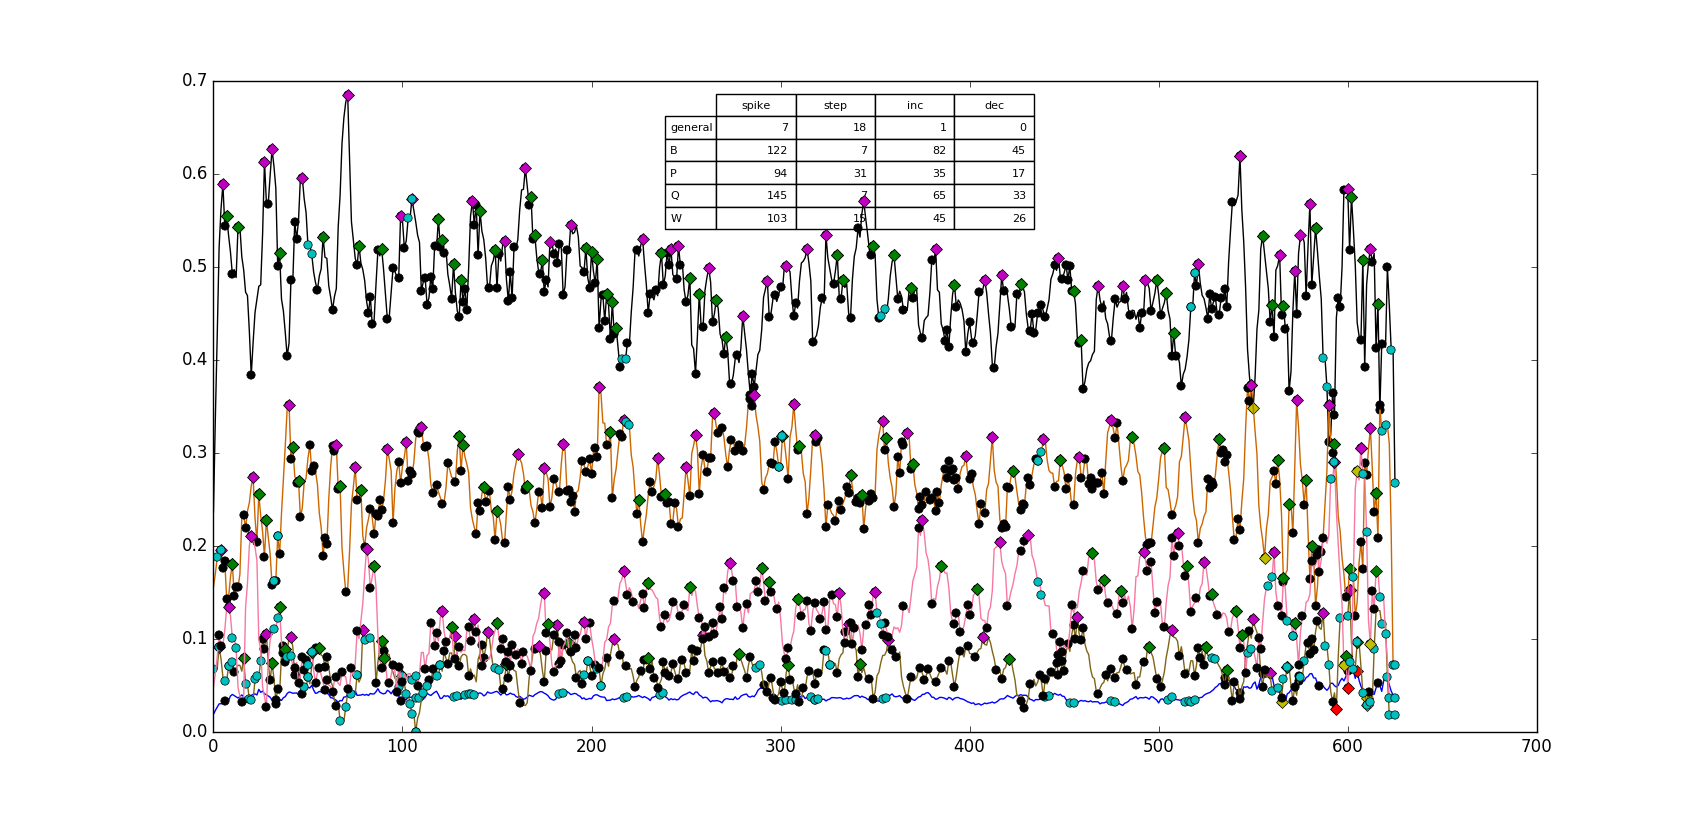 0.7
0.6
0.5
0.4
0.3
0.2
0.1
0.0
spike step inc dec
general 7 18 1 0
B 122 7 82 45
P 94 31 35 17
Q 145 7 65 33
W 103 15 45 26
0 100 200 300 400 500 600 700